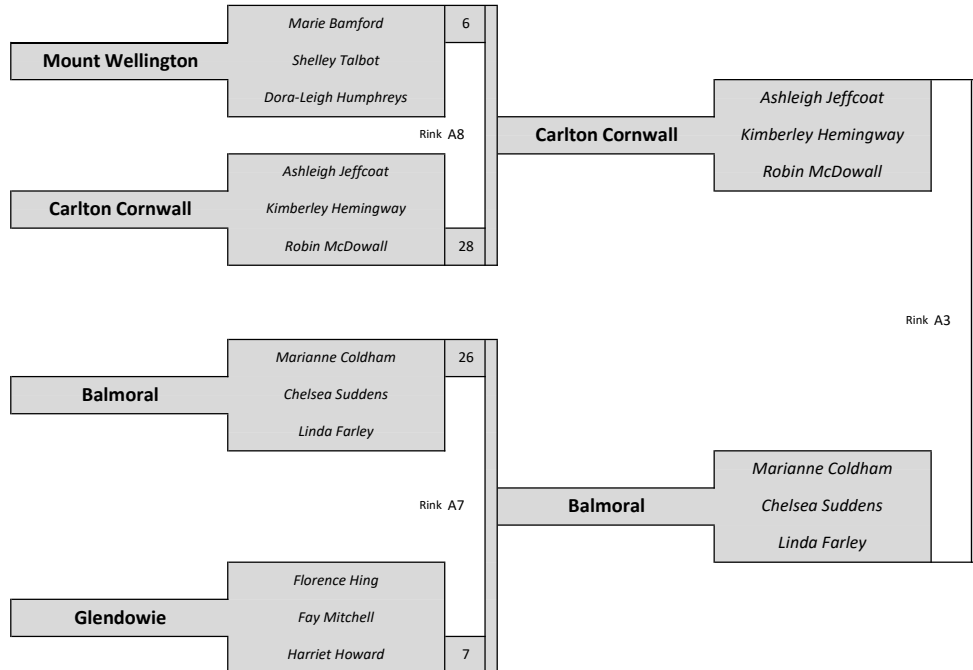 Marie Bamford 6
Mount Wellington Shelley Talbot
Dora-Leigh Humphreys
Ashleigh Jeffcoat
Rink A8 Carlton Cornwall Kimberley Hemingway
Robin McDowall
Ashleigh Jeffcoat
Carlton Cornwall Kimberley Hemingway
Robin McDowall 28
Rink A3
Marianne Coldham 26
Balmoral Chelsea Suddens
Linda Farley
Marianne Coldham
Rink A7 Balmoral Chelsea Suddens
Linda Farley
Florence Hing
Glendowie Fay Mitchell
Harriet Howard 7